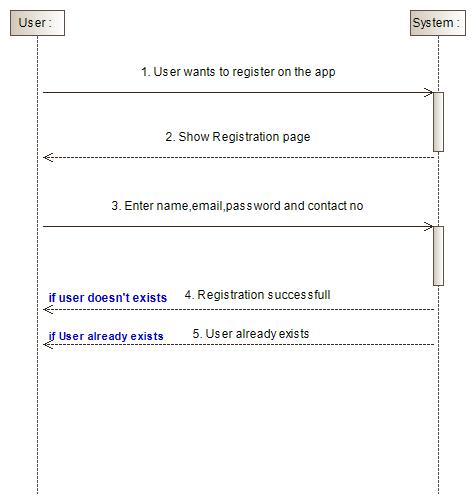 User :
System :
1. User wants to register on the app
2. Show Registration page
3. Enter name,email,password and contact no
if user doesn't exists
4. Registration successfull
if User already exists
5. User already exists